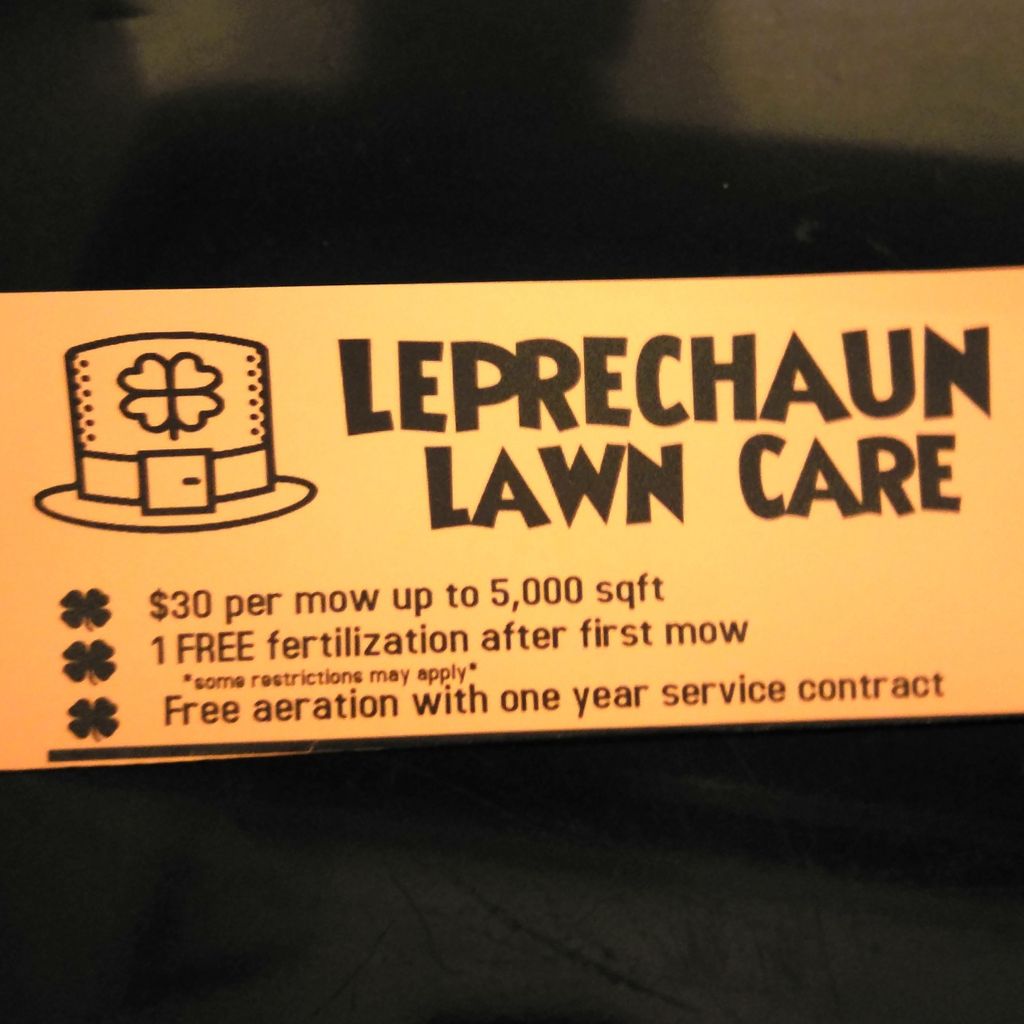 LEPRECHAUN
LAWN CARE
$30 per mow up to 5,000 sqft
1 FREE fertilization after first mow
*some restrictions may apply*
Free aeration with one year service contract